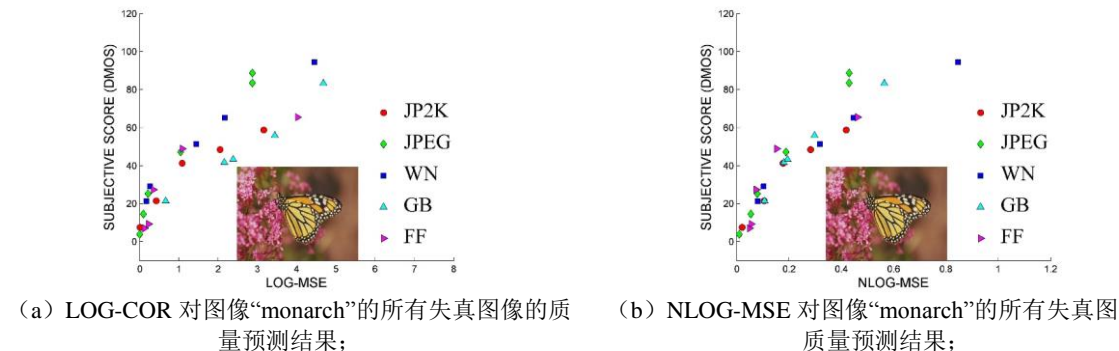 120
100
80
60
40
20
0
SUBJECTIVE SCORE (DMOS)
JP2K
JPEG
WN
GB
FF
0 1 2 3 4 5 6 7 8
LOG-MSE
(a) LOG-COR 对图像“monarch”的所有失真图像的质
量预测结果;
120
100
80
60
40
20
0
SUBJECTIVE SCORE (DMOS)
JP2K
JPEG
WN
GB
FF
0 0.2 0.4 0.6 0.8 1 1.2
NLOG-MSE
(b) NLOG-MSE 对图像“monarch”的所有失真图
质量预测结果;